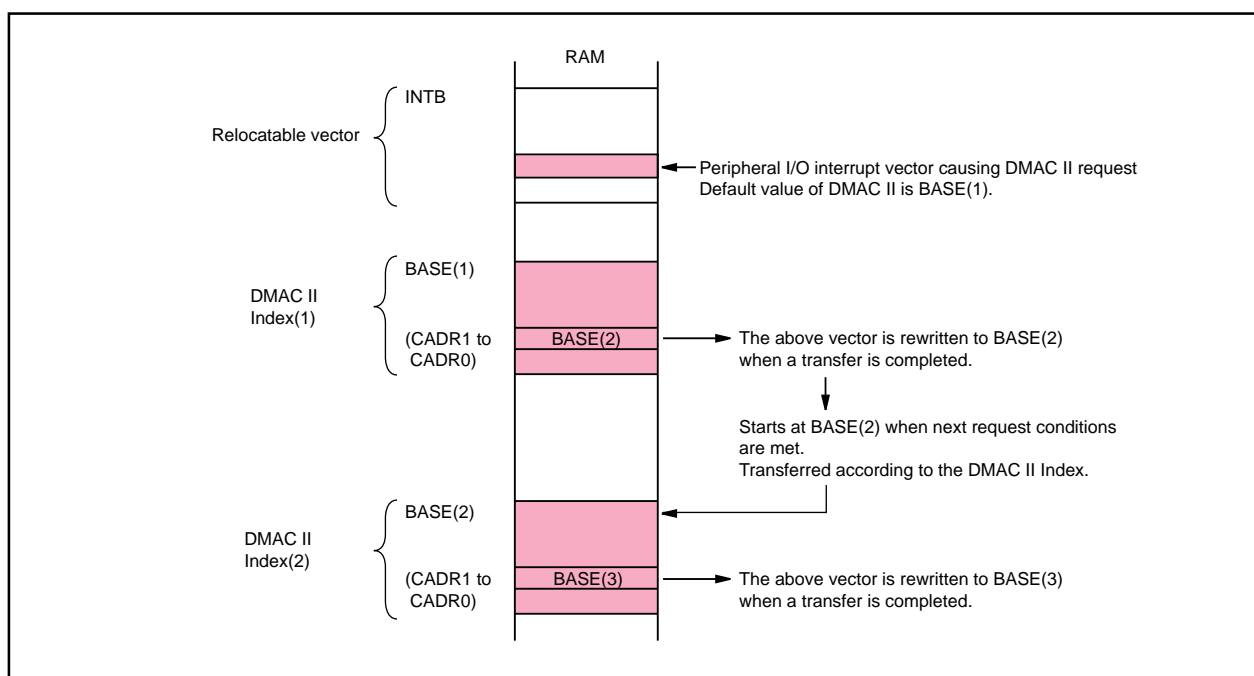 RAM
INTB
Relocatable vector
Peripheral I/O interrupt vector causing DMAC II request
Default value of DMAC II is BASE(1).
BASE(1)
DMAC II
Index(1)
(CADR1 to
CADR0)
BASE(2)
The above vector is rewritten to BASE(2)
when a transfer is completed.
Starts at BASE(2) when next request conditions
are met.
Transferred according to the DMAC II Index.
BASE(2)
DMAC II
Index(2)
(CADR1 to
CADR0)
BASE(3)
The above vector is rewritten to BASE(3)
when a transfer is completed.